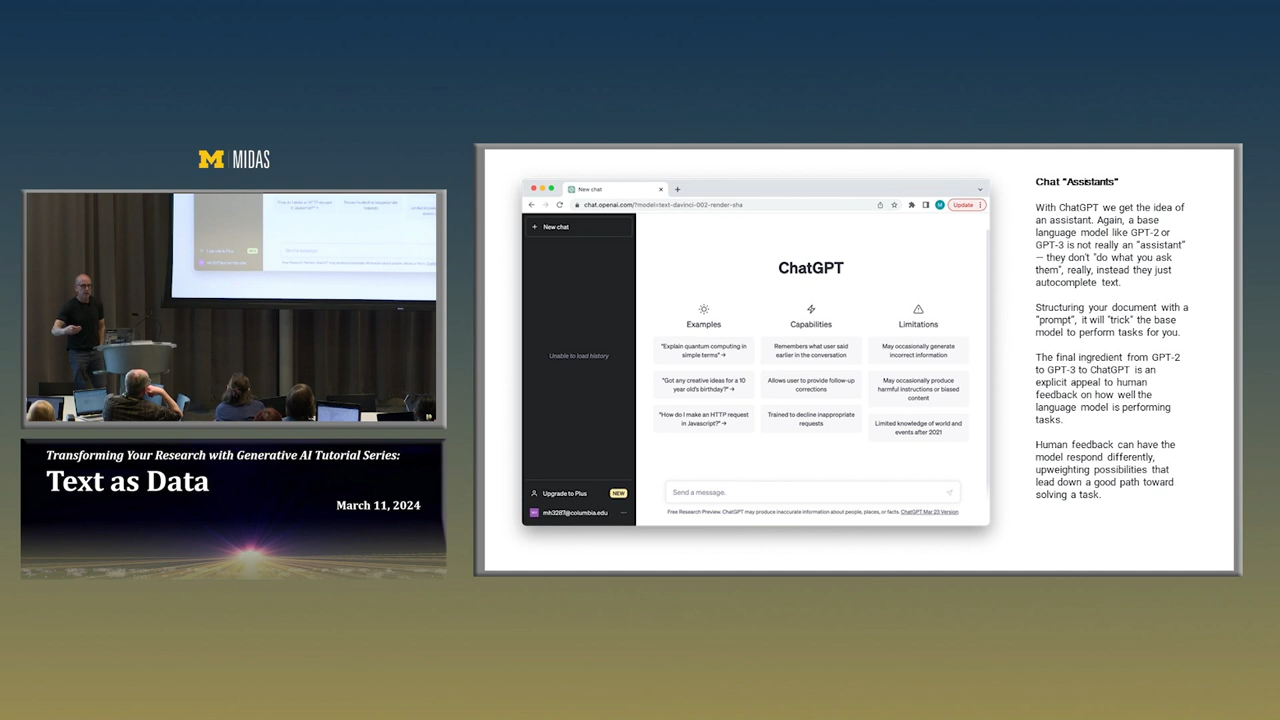 M | MIDAS
Transforming Your Research with Generative AI Tutorial Series:
Text as Data
March 11, 2024
New chat
chat.openai.com/?model=text-davinci-002-render-sha
M
Update
+ New chat
Unable to load history
Upgrade to Plus
NEW
mh3287@columbia.edu
ChatGPT
Examples
"Explain quantum computing in
simple terms" →
"Got any creative ideas for a 10
year old's birthday?" →
"How do I make an HTTP request
in Javascript?" →
Capabilities
Remembers what user said
earlier in the conversation
Allows user to provide follow-up
corrections
Trained to decline inappropriate
requests
Limitations
May occasionally generate
incorrect information
May occasionally produce
harmful instructions or biased
content
Limited knowledge of world and
events after 2021
Send a message.
Free Research Preview. ChatGPT may produce inaccurate information about people, places, or facts. ChatGPT Mar 23 Version
Chat "Assistants"
With ChatGPT we get the idea of
an assistant. Again, a base
language model like GPT-2 or
GPT-3 is not really an "assistant"
— they don't "do what you ask
them", really, instead they just
autocomplete text.
Structuring your document with a
"prompt", it will "trick" the base
model to perform tasks for you.
The final ingredient from GPT-2
to GPT-3 to ChatGPT is an
explicit appeal to human
feedback on how well the
language model is performing
tasks.
Human feedback can have the
model respond differently,
upweighting possibilities that
lead down a good path toward
solving a task.